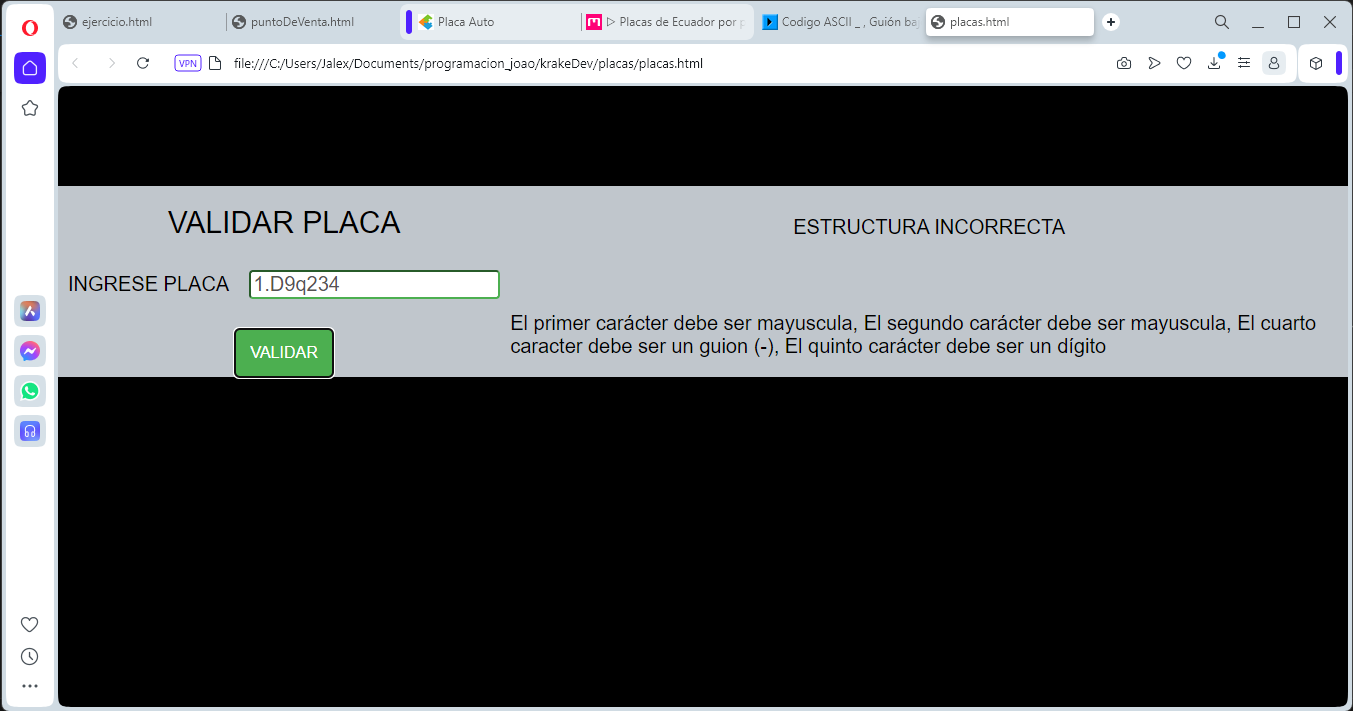 ejercicio.html
puntoDeVenta.html
Placa Auto
▷ Placas de Ecuador por p
Codigo ASCII _ , Guión baj
placas.html
VPN
file:///C:/Users/Jalex/Documents/programacion_joao/krakeDev/placas/placas.html
VALIDAR PLACA
ESTRUCTURA INCORRECTA
INGRESE PLACA
1.D9q234
El primer carácter debe ser mayuscula, El segundo carácter debe ser mayuscula, El cuarto
caracter debe ser un guion (-), El quinto carácter debe ser un dígito
VALIDAR